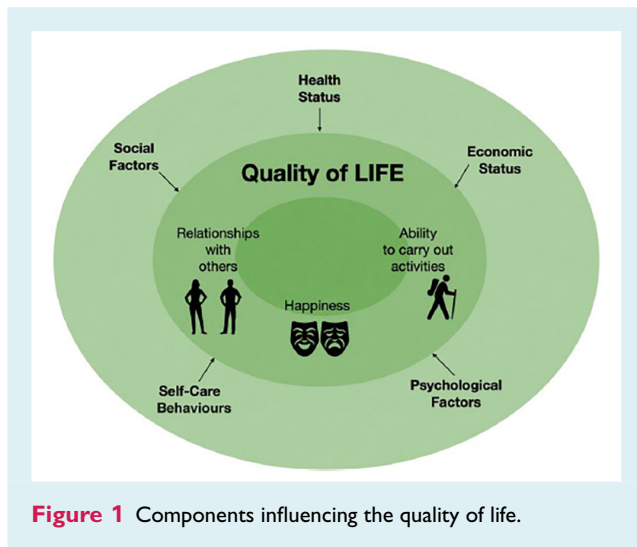 Health
Status
Social
Factors
Economic
Status
Quality of LIFE
Relationships
with
others
Ability
to carry out
activities
Happiness
Self-Care
Behaviours
Psychological
Factors
Figure 1 Components influencing the quality of life.